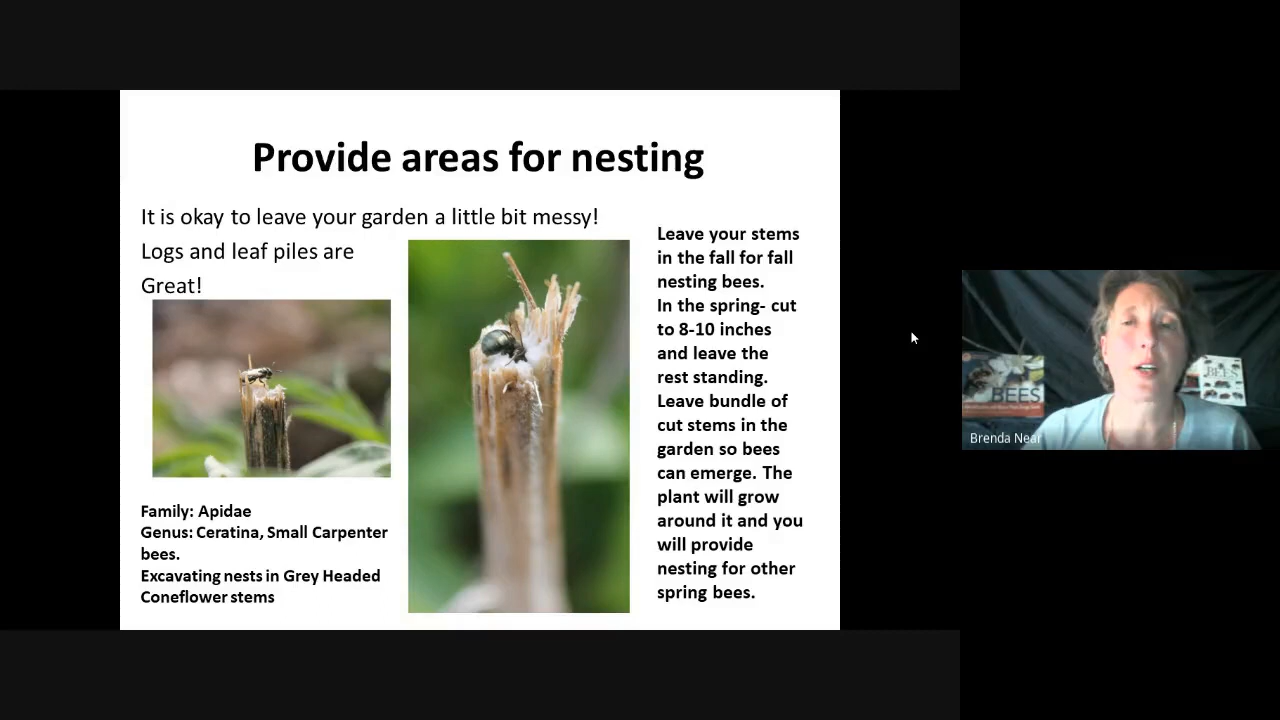 Provide areas for nesting
It is okay to leave your garden a little bit messy!
Logs and leaf piles are
Great!
Family: Apidae
Genus: Ceratina, Small Carpenter
bees.
Excavating nests in Grey Headed
Coneflower stems
Leave your stems
in the fall for fall
nesting bees.
In the spring- cut
to 8-10 inches
and leave the
rest standing.
Leave bundle of
cut stems in the
garden so bees
can emerge. The
plant will grow
around it and you
will provide
nesting for other
spring bees.
BEES
BEES
Brenda Near